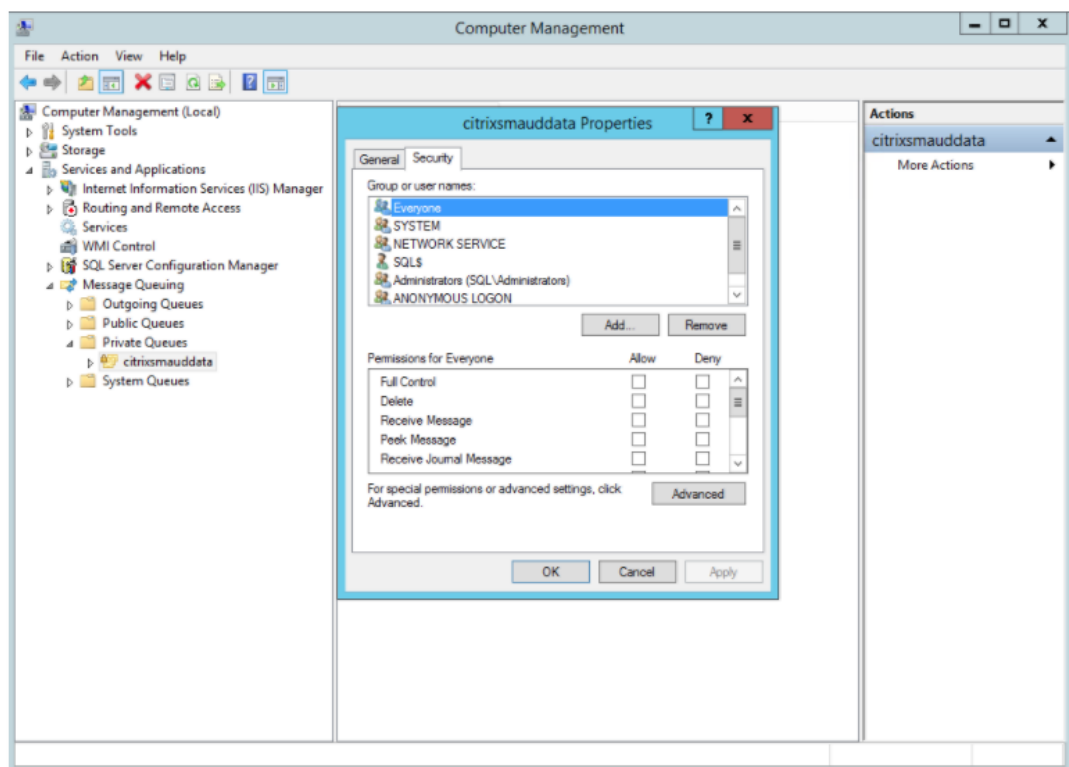 Computer Management
File Action View Help
Computer Management (Local)
System Tools
Storage
Services and Applications
Internet Information Services (IIS) Manager
Routing and Remote Access
Services
WMI Control
SQL Server Configuration Manager
Message Queuing
Outgoing Queues
Public Queues
Private Queues
citrixsmauddata
System Queues
citrixsmauddata Properties
General Security
Group or user names:
Everyone
SYSTEM
NETWORK SERVICE
SQL$
Administrators (SQL\Administrators)
ANONYMOUS LOGON
Add... Remove
Permissions for Everyone Allow Deny
Full Control
Delete
Receive Message
Peek Message
Receive Journal Message
For special permissions or advanced settings, click
Advanced.
Advanced
OK Cancel Apply
Actions
citrixsmauddata
More Actions